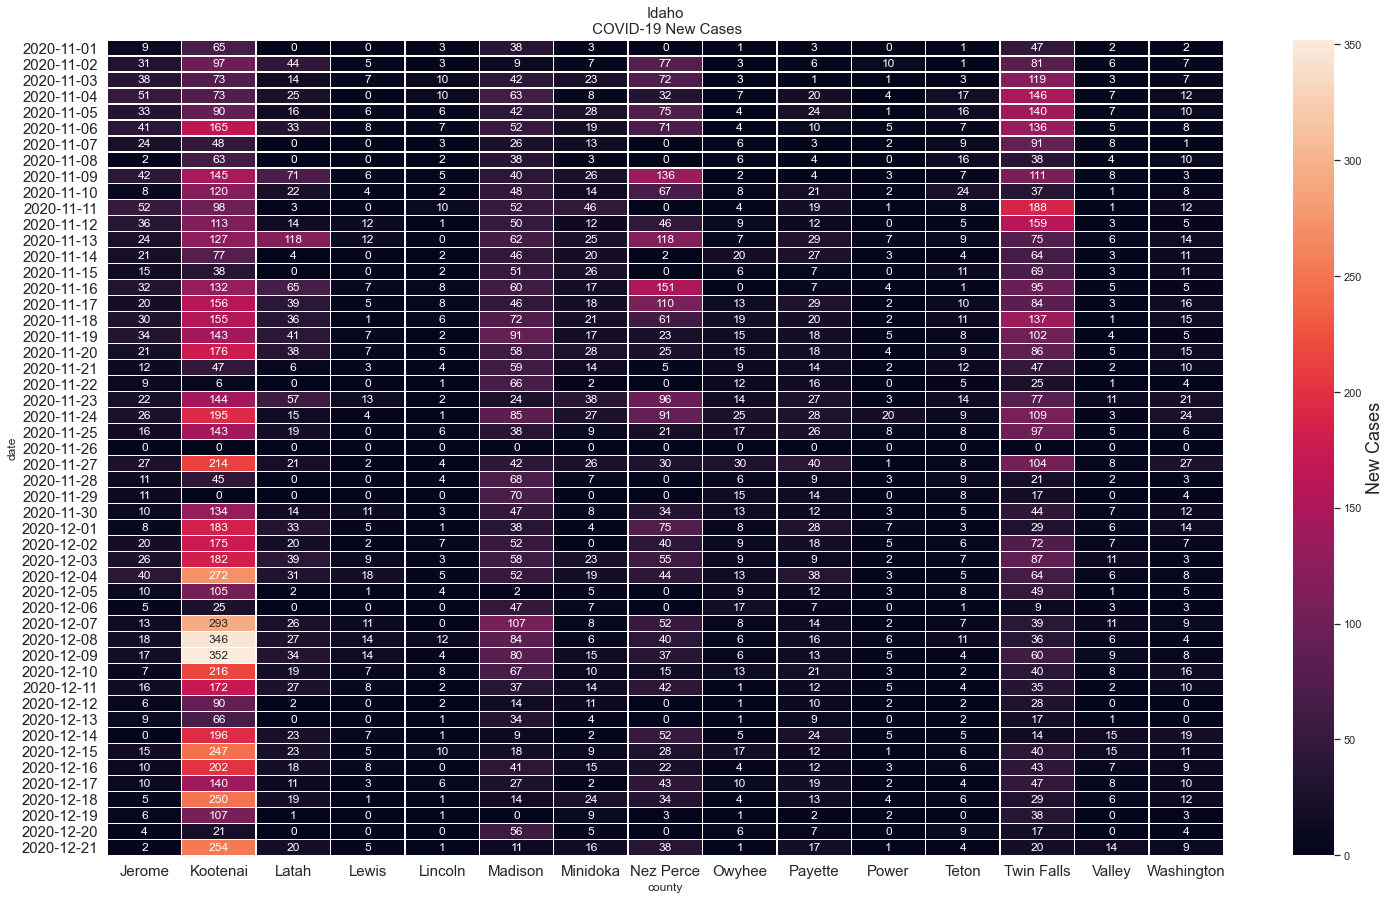 Idaho
COVID-19 New Cases
2020-11-01 9 65 0 0 3 38 3 0 1 3 0 1 47 2 2
2020-11-02 31 97 44 5 3 9 7 77 3 6 10 1 81 6 7
2020-11-03 38 73 14 7 10 42 23 72 3 1 1 3 119 3 7
2020-11-04 51 73 25 0 10 63 8 32 7 20 4 17 146 7 12
2020-11-05 33 90 16 6 6 42 28 75 4 24 1 16 140 7 10
2020-11-06 41 165 33 8 7 52 19 71 4 10 5 7 136 5 8
2020-11-07 24 48 0 0 3 26 13 0 6 3 2 9 91 8 1
2020-11-08 2 63 0 0 2 38 3 0 6 4 0 16 38 4 10
2020-11-09 42 145 71 6 5 40 26 136 2 4 3 7 111 8 3
2020-11-10 8 120 22 4 2 48 14 67 8 21 2 24 37 1 8
2020-11-11 52 98 3 0 10 52 46 0 4 19 1 8 188 1 12
2020-11-12 36 113 14 12 1 50 12 46 9 12 0 5 159 3 5
2020-11-13 24 127 118 12 0 62 25 118 7 29 7 9 75 6 14
2020-11-14 21 77 4 0 2 46 20 2 20 27 3 4 64 3 11
2020-11-15 15 38 0 0 2 51 26 0 6 7 0 11 69 3 11
2020-11-16 32 132 65 7 8 60 17 151 0 7 4 1 95 5 5
2020-11-17 20 156 39 5 8 46 18 110 13 29 2 10 84 3 16
2020-11-18 30 155 36 1 6 72 21 61 19 20 2 11 137 1 15
2020-11-19 34 143 41 7 2 91 17 23 15 18 5 8 102 4 5
2020-11-20 21 176 38 7 5 58 28 25 15 18 4 9 86 5 15
2020-11-21 12 47 6 3 4 59 14 5 9 14 2 12 47 2 10
2020-11-22 9 6 0 0 1 66 2 0 12 16 0 5 25 1 4
2020-11-23 22 144 57 13 2 24 38 96 14 27 3 14 77 11 21
2020-11-24 26 195 15 4 1 85 27 91 25 28 20 9 109 3 24
2020-11-25 16 143 19 0 6 38 9 21 17 26 8 8 97 5 6
2020-11-26 0 0 0 0 0 0 0 0 0 0 0 0 0 0 0
2020-11-27 27 214 21 2 4 42 26 30 30 40 1 8 104 8 27
2020-11-28 11 45 0 0 4 68 7 0 6 9 3 9 21 2 3
2020-11-29 11 0 0 0 0 70 0 0 15 14 0 8 17 0 4
2020-11-30 10 134 14 11 3 47 8 34 13 12 3 5 44 7 12
2020-12-01 8 183 33 5 1 38 4 75 8 28 7 3 29 6 14
2020-12-02 20 175 20 2 7 52 0 40 9 18 5 6 72 7 7
2020-12-03 26 182 39 9 3 58 23 55 9 9 2 7 87 11 3
2020-12-04 40 272 31 18 5 52 19 44 13 38 3 5 64 6 8
2020-12-05 10 105 2 1 4 2 5 0 9 12 3 8 49 1 5
2020-12-06 5 25 0 0 0 47 7 0 17 7 0 1 9 3 3
2020-12-07 13 293 26 11 0 107 8 52 8 14 2 7 39 11 9
2020-12-08 18 346 27 14 12 84 6 40 6 16 6 11 36 6 4
2020-12-09 17 352 34 14 4 80 15 37 6 13 5 4 60 9 8
2020-12-10 7 216 19 7 8 67 10 15 13 21 3 2 40 8 16
2020-12-11 16 172 27 8 2 37 14 42 1 12 5 4 35 2 10
2020-12-12 6 90 2 0 2 14 11 0 1 10 2 2 28 0 0
2020-12-13 9 66 0 0 1 34 4 0 1 9 0 2 17 1 0
2020-12-14 0 196 23 7 1 9 2 52 5 24 5 5 14 15 19
2020-12-15 15 247 23 5 10 18 9 28 17 12 1 6 40 15 11
2020-12-16 10 202 18 8 0 41 15 22 4 12 3 6 43 7 9
2020-12-17 10 140 11 3 6 27 2 43 10 19 2 4 47 8 10
2020-12-18 5 250 19 1 1 14 24 34 4 13 4 6 29 6 12
2020-12-19 6 107 1 0 1 0 9 3 1 2 2 0 38 0 3
2020-12-20 4 21 0 0 0 56 5 0 6 7 0 9 17 0 4
2020-12-21 2 254 20 5 1 11 16 38 1 17 1 4 20 14 9
Jerome Kootenai Latah Lewis Lincoln Madison Minidoka Nez Perce Owyhee Payette Power Teton Twin Falls Valley Washington
county
date
350
300
250
200
150
100
50
0
New Cases